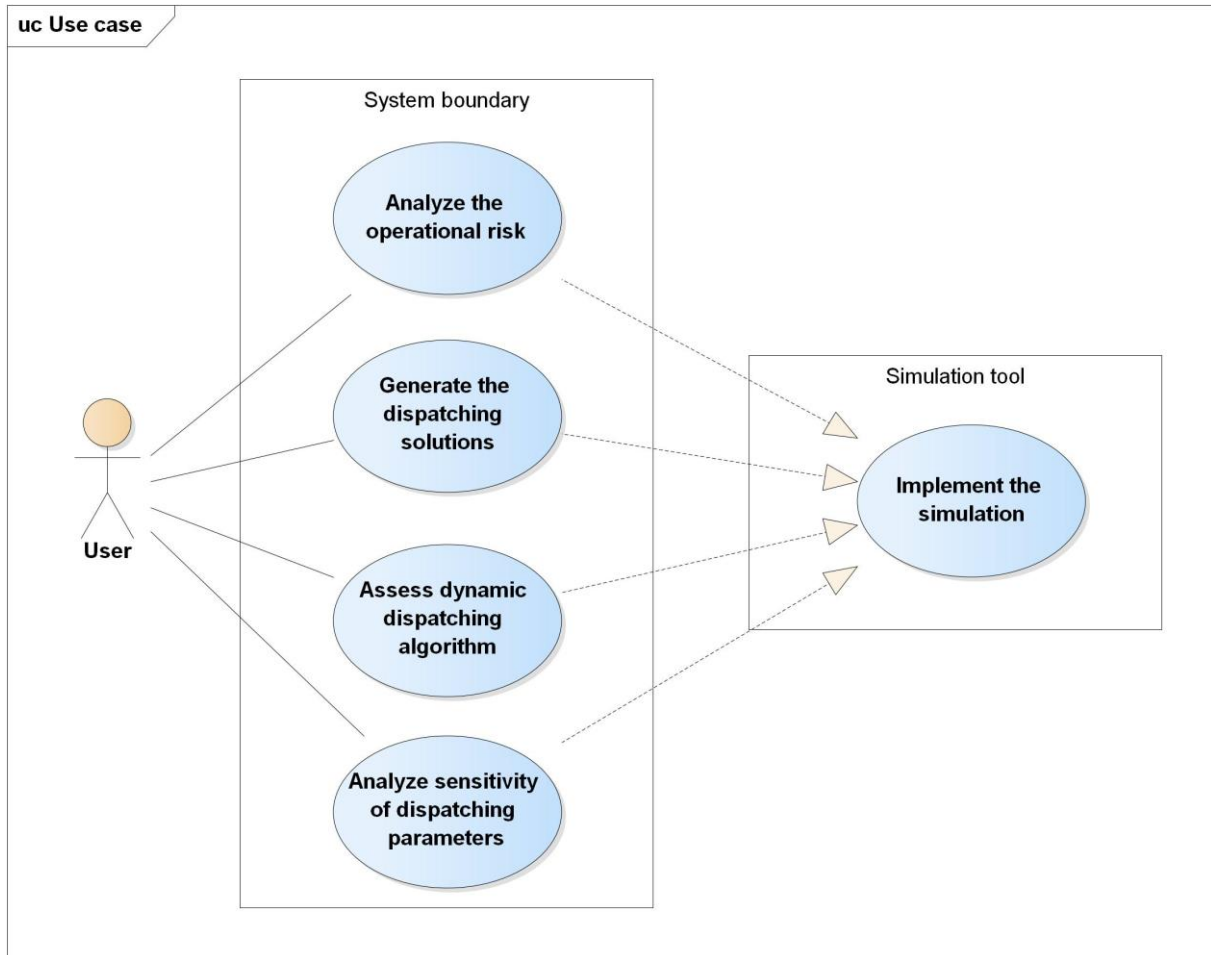 uc Use case
System boundary
Analyze the
operational risk
Generate the
dispatching
solutions
Simulation tool
Implement the
simulation
User
Assess dynamic
dispatching
algorithm
Analyze sensitivity
of dispatching
parameters